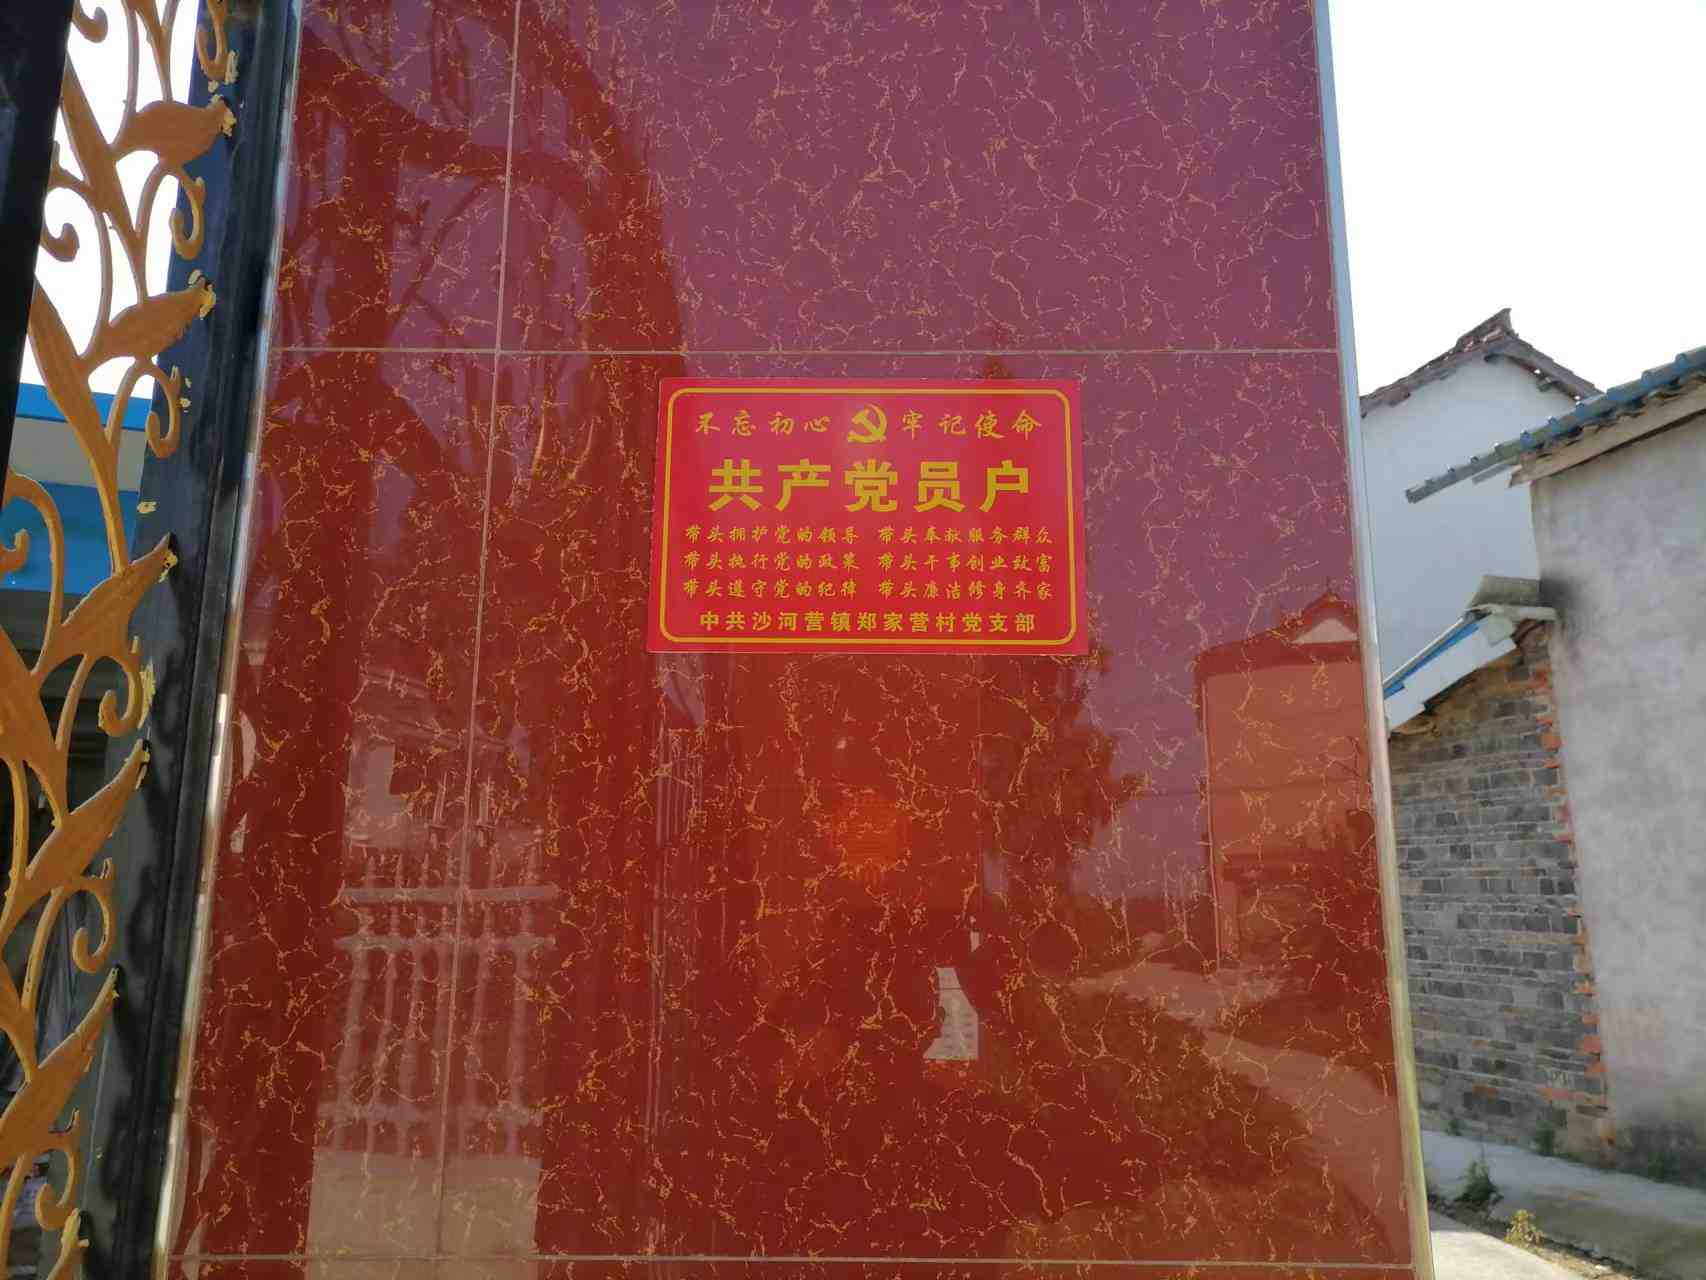 不忘初心 牢记使命
共产党员户
带头拥护党的领导 带头奉献服务群众
带头执行党的政策 带头干事创业致富
带头遵守党的纪律 带头廉洁修身齐家
中共沙河营镇郑家营村党支部